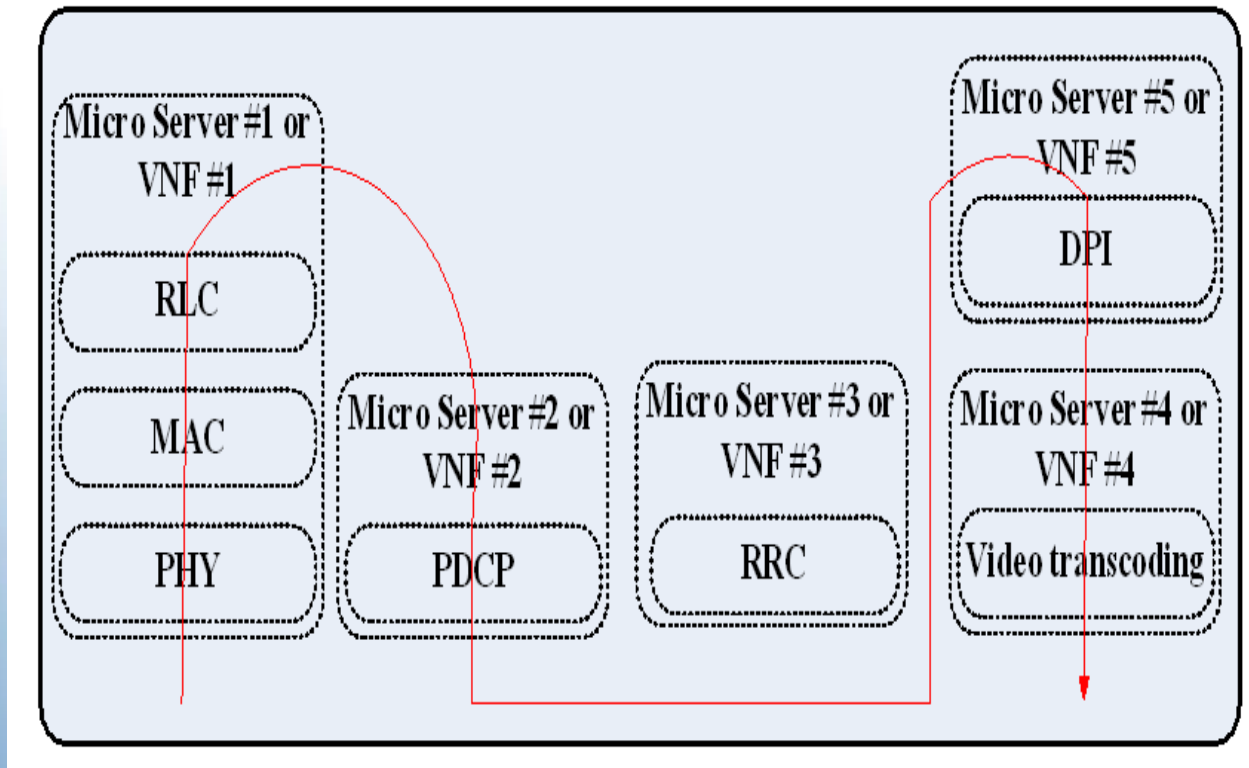 Micro Server #1 or
VNF #1
RLC
MAC
PHY
Micro Server #2 or
VNF #2
PDCP
Micro Server #3 or
VNF #3
RRC
Micro Server #5 or
VNF #5
DPI
Micro Server #4 or
VNF #4
Video transcoding